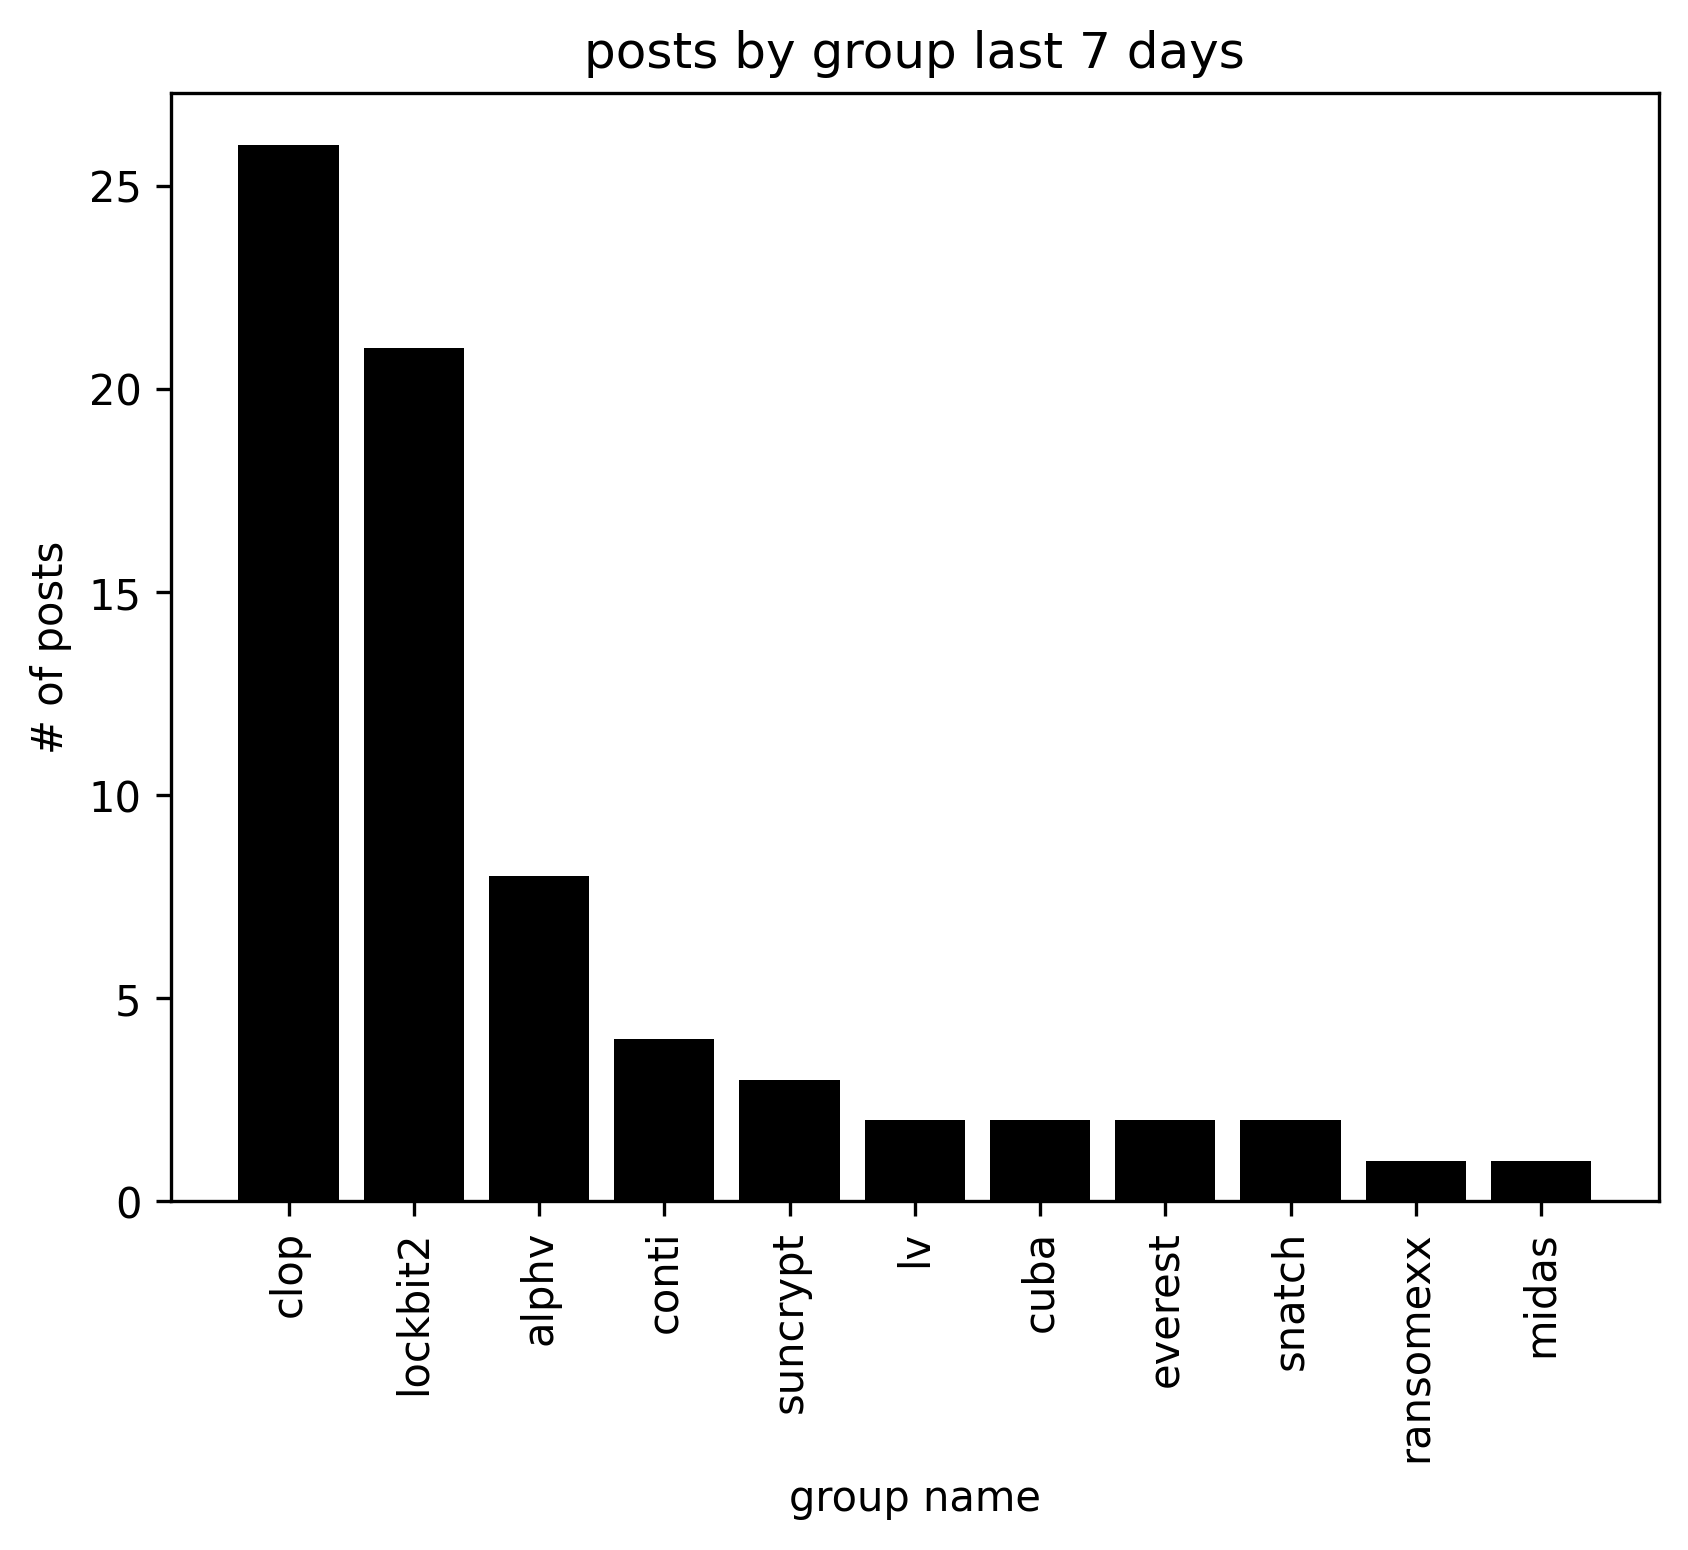 posts by group last 7 days
# of posts
25
20
15
10
5
0
clop
lockbit2
alphv
conti
suncrypt
lv
cuba
everest
snatch
ransomexx
midas
group name